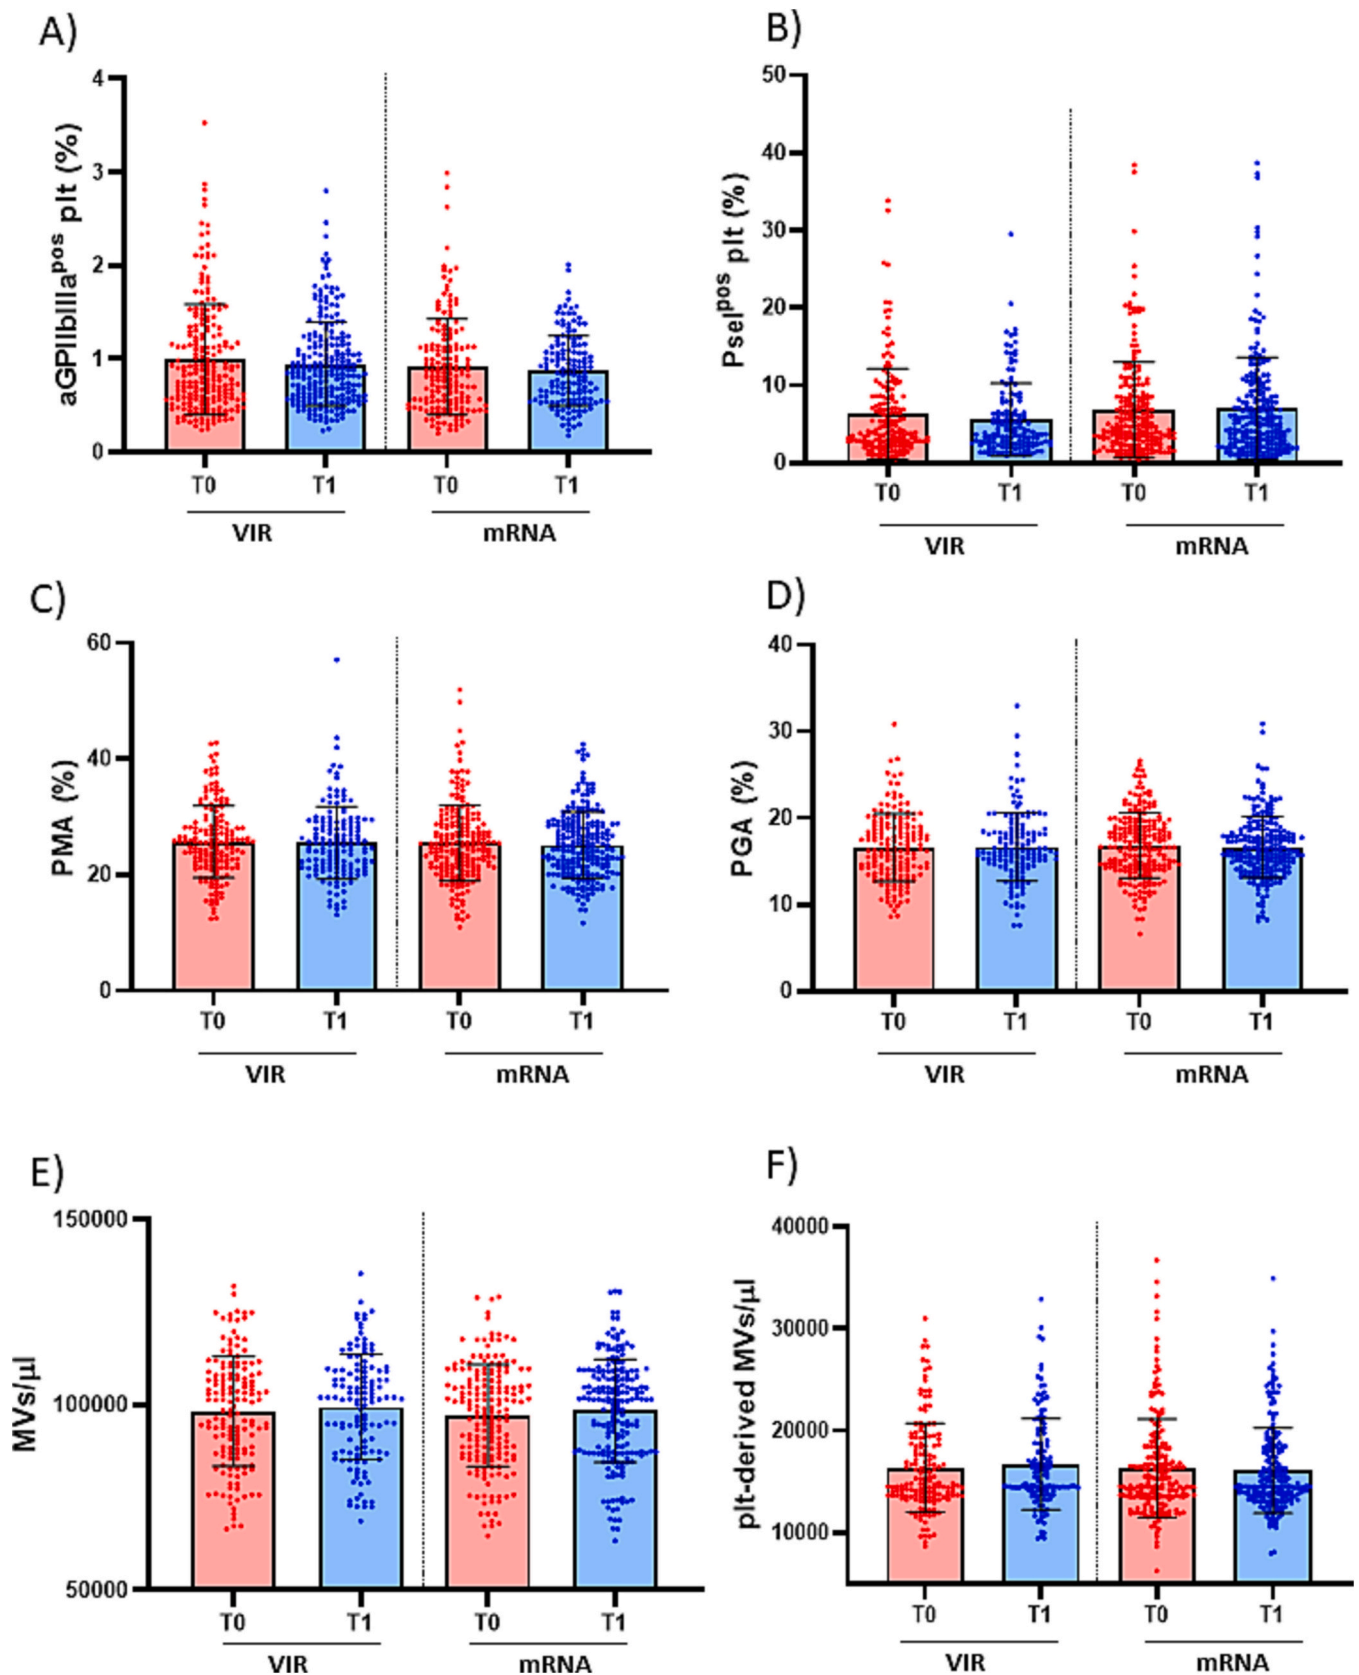 A)
aGPIIbIIIa^pos plt (%)
4
3
2
1
0
T0 T1 T0 T1
VIR mRNA
B)
Psel^pos plt (%)
50
40
30
20
10
0
T0 T1 T0 T1
VIR mRNA
C)
PMA (%)
60
40
20
0
T0 T1 T0 T1
VIR mRNA
D)
PGA (%)
40
30
20
10
0
T0 T1 T0 T1
VIR mRNA
E)
MVs/µl
150000
100000
50000
T0 T1 T0 T1
VIR mRNA
F)
plt-derived MVs/µl
40000
30000
20000
10000
T0 T1 T0 T1
VIR mRNA